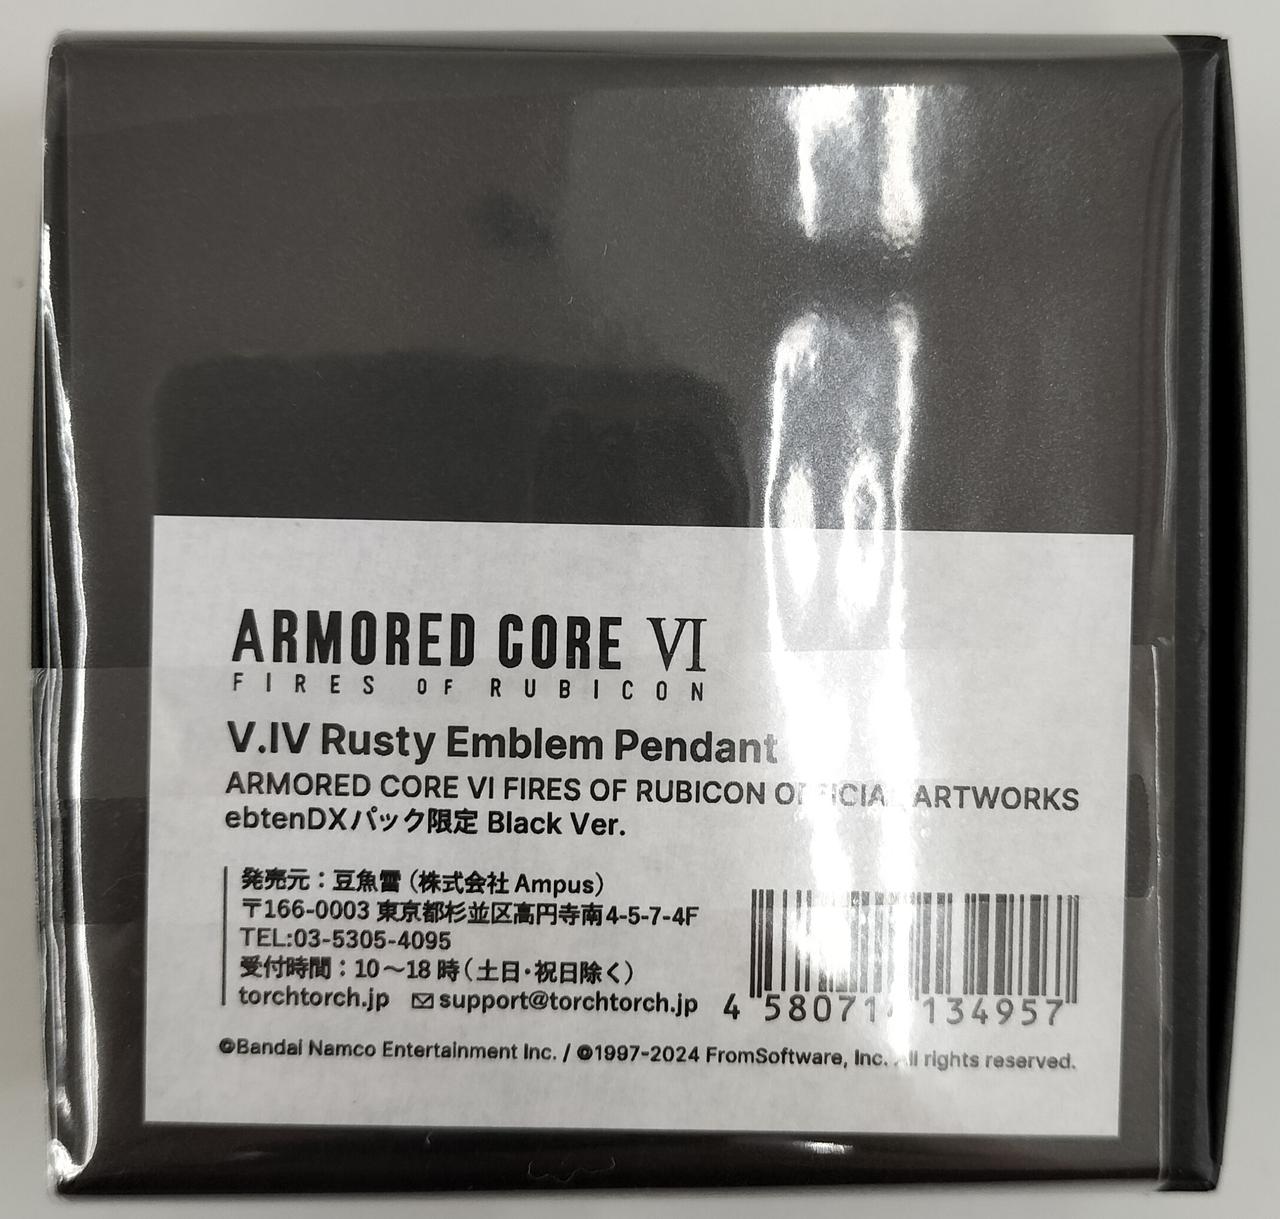 ARMORED CORE VI
FIRES OF RUBICON
V.IV Rusty Emblem Pendant
ARMORED CORE VI FIRES OF RUBICON OFFICIAL ARTWORKS
ebtenDXパック限定 Black Ver.
発売元：豆魚雷（株式会社 Ampus）
〒166-0003 東京都杉並区高円寺南4-5-7-4F
TEL:03-5305-4095
受付時間：10～18 時（土日・祝日除く）
torchtorch.jp ✉support@torchtorch.jp
4 580711 134957
©Bandai Namco Entertainment Inc. / ©1997-2024 FromSoftware, Inc. All rights reserved.